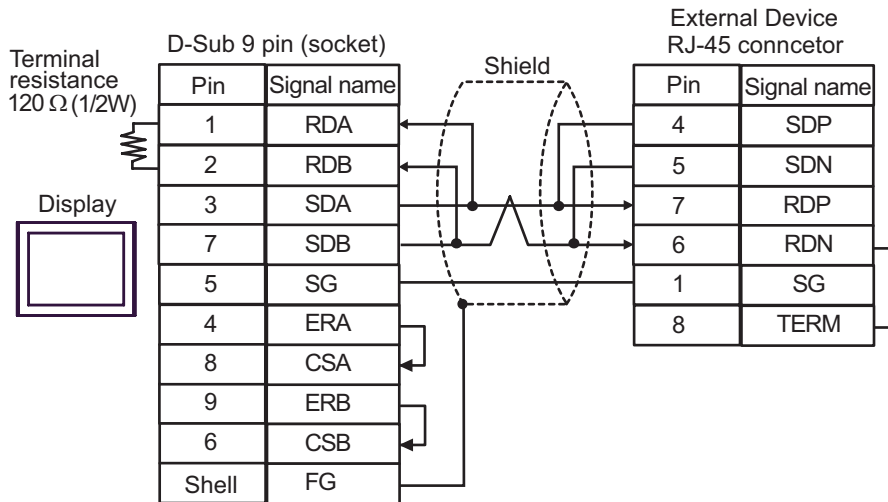 Terminal
resistance
120 Ω (1/2W)
Display
D-Sub 9 pin (socket)
Pin Signal name
1 RDA
2 RDB
3 SDA
7 SDB
5 SG
4 ERA
8 CSA
9 ERB
6 CSB
Shell FG
Shield
External Device
RJ-45 conncetor
Pin Signal name
4 SDP
5 SDN
7 RDP
6 RDN
1 SG
8 TERM